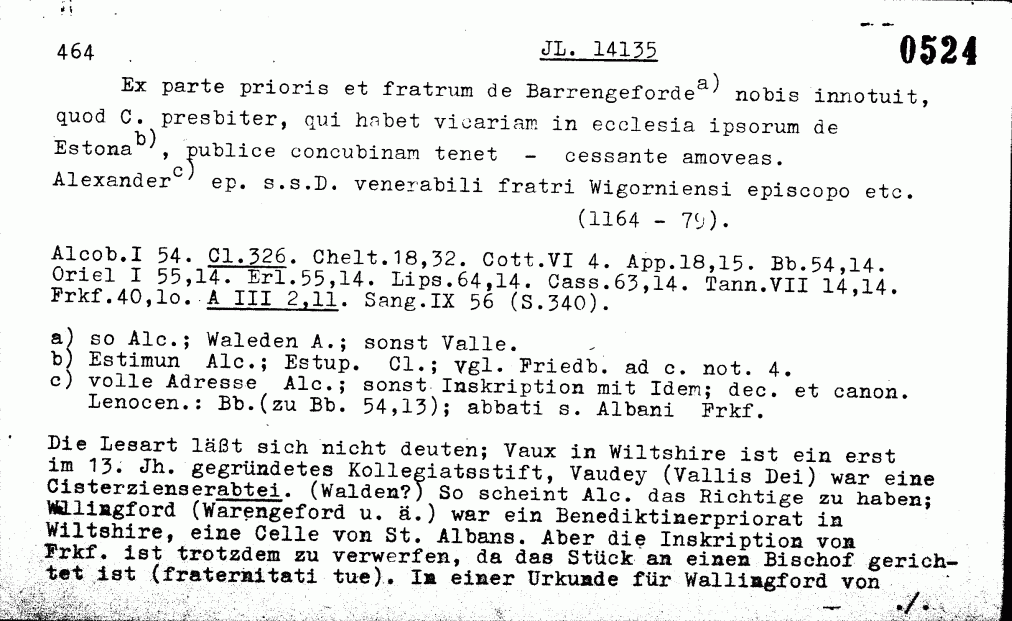 464 JL. 14135 0524
Ex parte prioris et fratrum de Barrengeforde a) nobis innotuit,
quod C. presbiter, qui habet vicariam in ecclesia ipsorum de
Estona b), publice concubinam tenet - cessante amoveas.
Alexander c) ep. s.s.D. venerabili fratri Wigorniensi episcopo etc.
(1164 - 79).
Alcob.I 54. Cl.326. Chelt.18,32. Cott.VI 4. App.18,15. Bb.54,14.
Oriel I 55,14. Erl.55,14. Lips.64,14. Cass.63,14. Tann.VII 14,14.
Frkf.40,lo. A III 2,11. Sang.IX 56 (S.340).
a) so Alc.; Waleden A.; sonst Valle.
b) Estimun Alc.; Estup. Cl.; vgl. Friedb. ad c. not. 4.
c) volle Adresse Alc.; sonst Inskription mit Idem; dec. et canon.
Lenocen.: Bb.(zu Bb. 54,13); abbati s. Albani Frkf.
Die Lesart läßt sich nicht deuten; Vaux in Wiltshire ist ein erst
im 13. Jh. gegründetes Kollegiatsstift, Vaudey (Vallis Dei) war eine
Cisterzienserabtei. (Walden?) So scheint Alc. das Richtige zu haben;
Wallingford (Warengeford u. ä.) war ein Benediktinerpriorat in
Wiltshire, eine Celle von St. Albans. Aber die Inskription von
Frkf. ist trotzdem zu verwerfen, da das Stück an einen Bischof gerich-
tet ist (fraternitati tue). In einer Urkunde für Wallingford von
./.